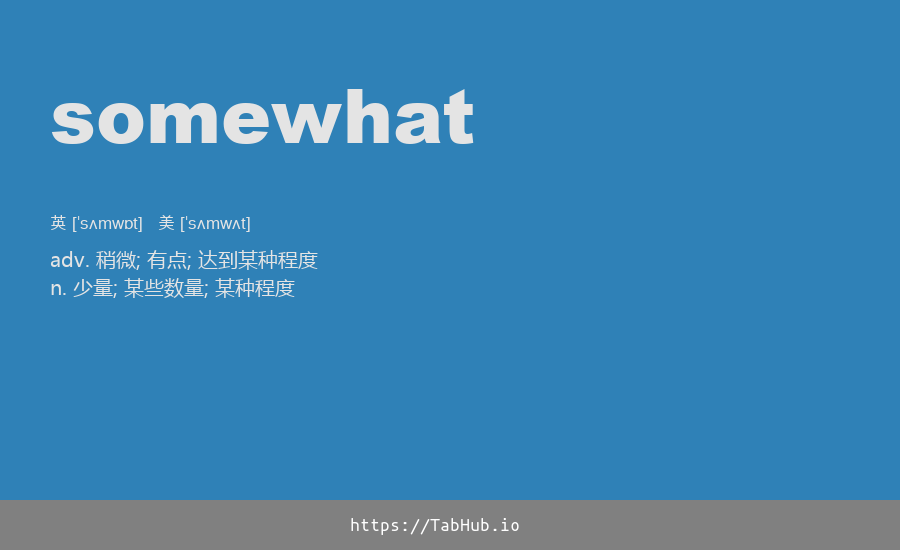 somewhat
英 [ˈsʌmwɒt] 美 [ˈsʌmwʌt]
adv. 稍微; 有点; 达到某种程度
n. 少量; 某些数量; 某种程度
https://TabHub.io